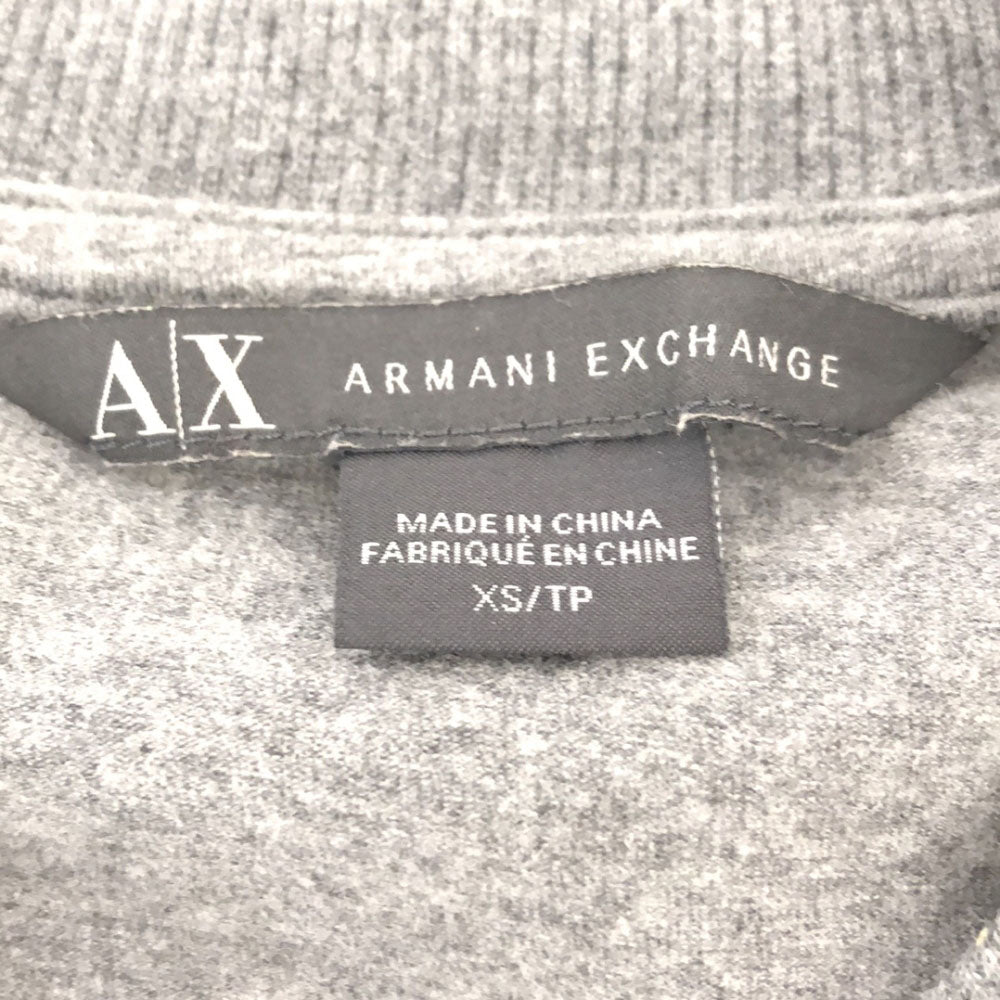 A|X ARMANI EXCHANGE
MADE IN CHINA
FABRIQUÉ EN CHINE
XS/TP